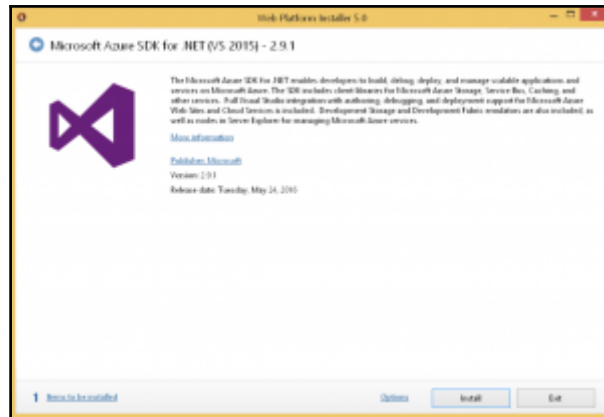 Web Platform Installer 5.0
Microsoft Azure SDK for .NET (VS 2015) - 2.9.1
The Microsoft Azure SDK for .NET enables developers to build, debug, deploy, and manage scalable applications and
services on Microsoft Azure. The SDK includes client libraries for Microsoft Azure Storage, Service Bus, Caching, and
other services. Full Visual Studio integration with authoring, debugging, and deployment support for Microsoft Azure
Web Sites and Cloud Services is included. Development Storage and Development Fabric emulators are also included, as
well as nodes in Server Explorer for managing Microsoft Azure services.
More information
Publisher: Microsoft
Version: 2.9.1
Release date: Tuesday, May 24, 2016
1 Items to be installed
Options
Install
Exit